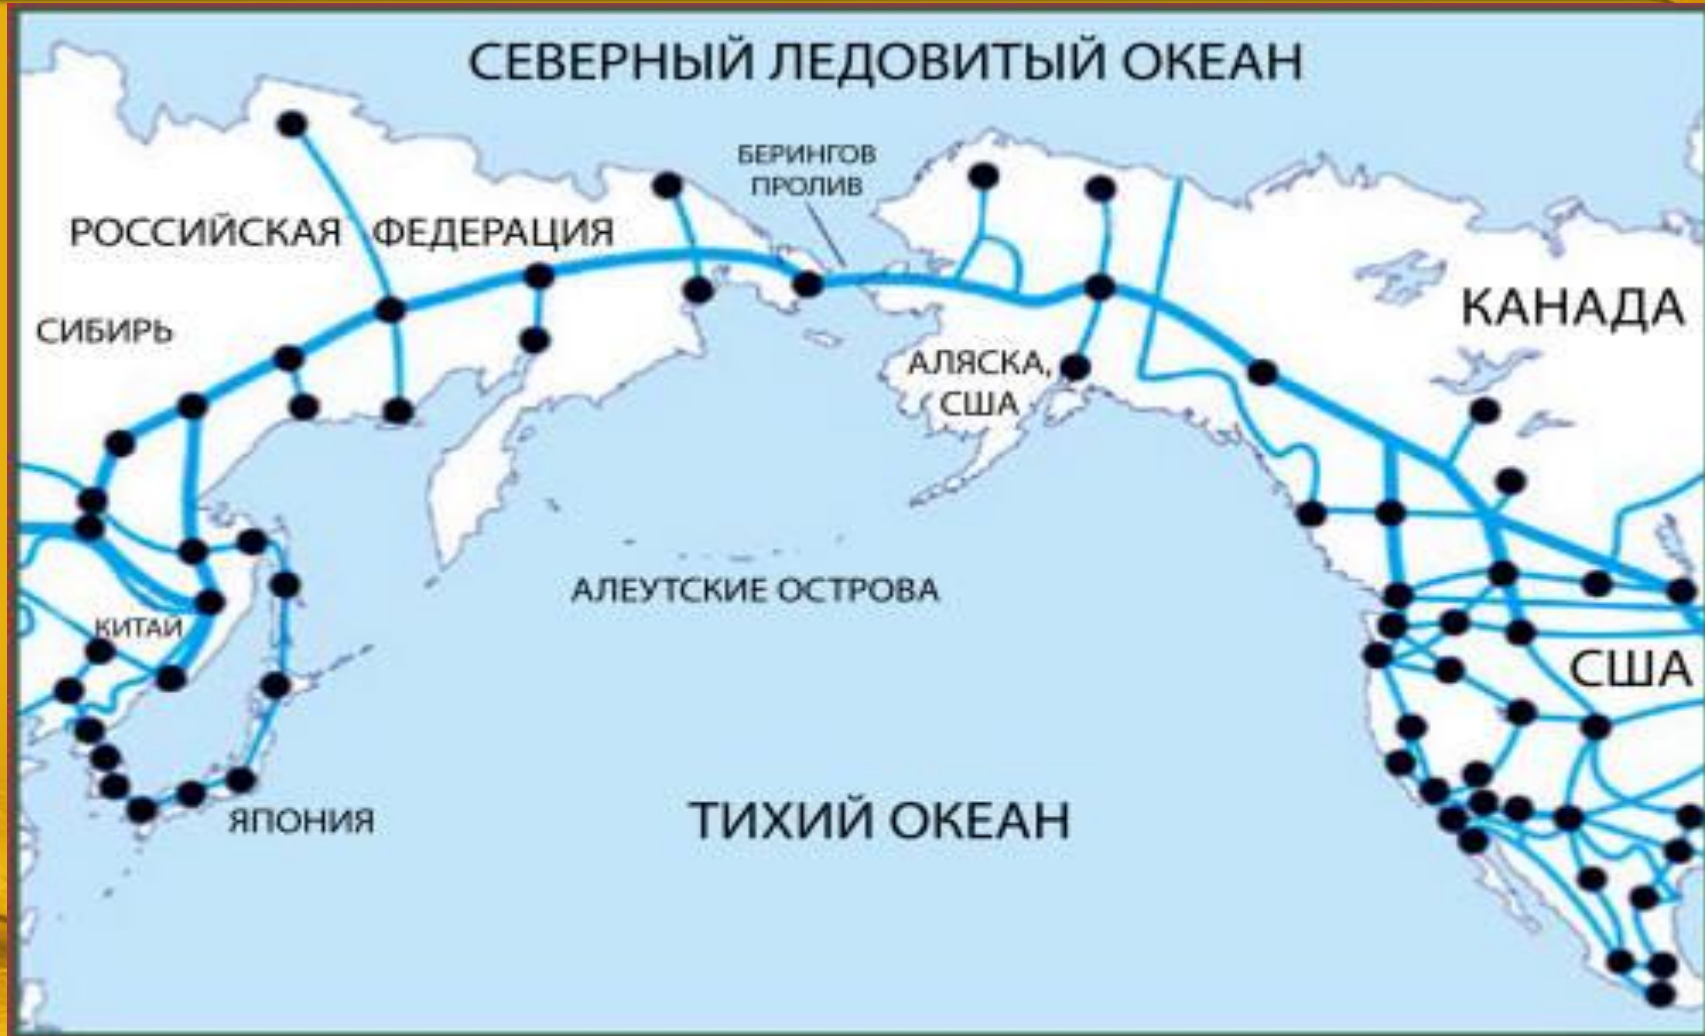 СЕВЕРНЫЙ ЛЕДОВИТЫЙ ОКЕАН
БЕРИНГОВ
ПРОЛИВ
РОССИЙСКАЯ ФЕДЕРАЦИЯ
СИБИРЬ
КАНАДА
АЛЯСКА,
США
АЛЕУТСКИЕ ОСТРОВА
КИТАЙ
США
ЯПОНИЯ
ТИХИЙ ОКЕАН